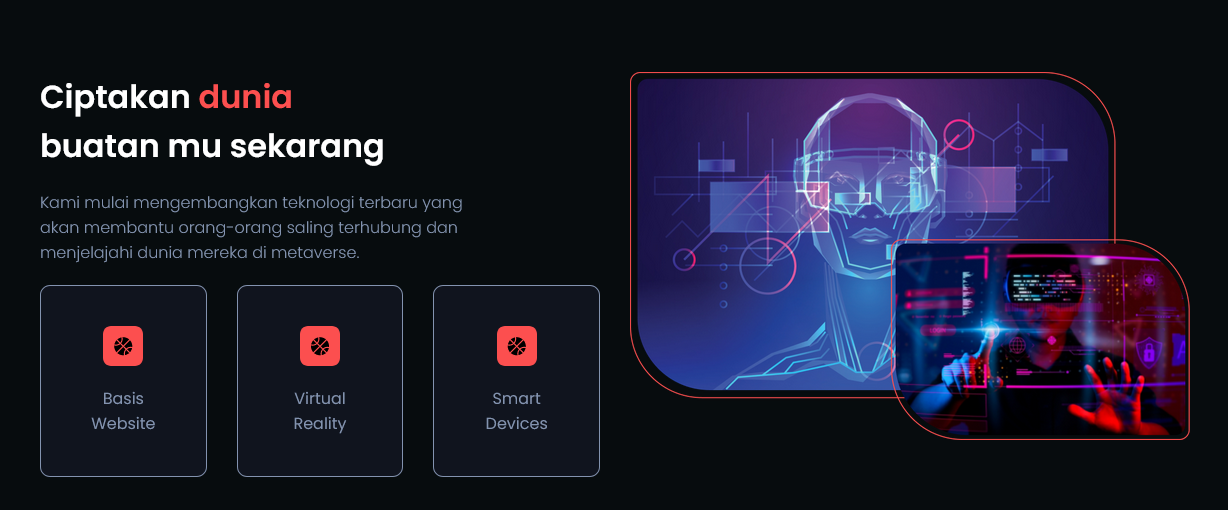 Ciptakan dunia
buatan mu sekarang
Kami mulai mengembangkan teknologi terbaru yang
akan membantu orang-orang saling terhubung dan
menjelajahi dunia mereka di metaverse.
Basis
Website
Virtual
Reality
Smart
Devices